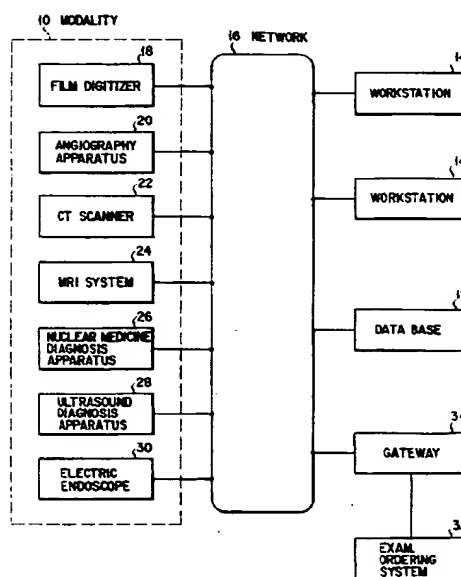 10 MODALITY
16 NETWORK
18
FILM DIGITIZER
20
ANGIOGRAPHY
APPARATUS
22
CT SCANNER
24
MRI SYSTEM
26
NUCLEAR MEDICINE
DIAGNOSIS
APPARATUS
28
ULTRASOUND
DIAGNOSIS
APPARATUS
30
ELECTRIC
ENDOSCOPE
WORKSTATION
WORKSTATION
DATA BASE
GATEWAY
EXAM.
ORDERING
SYSTEM